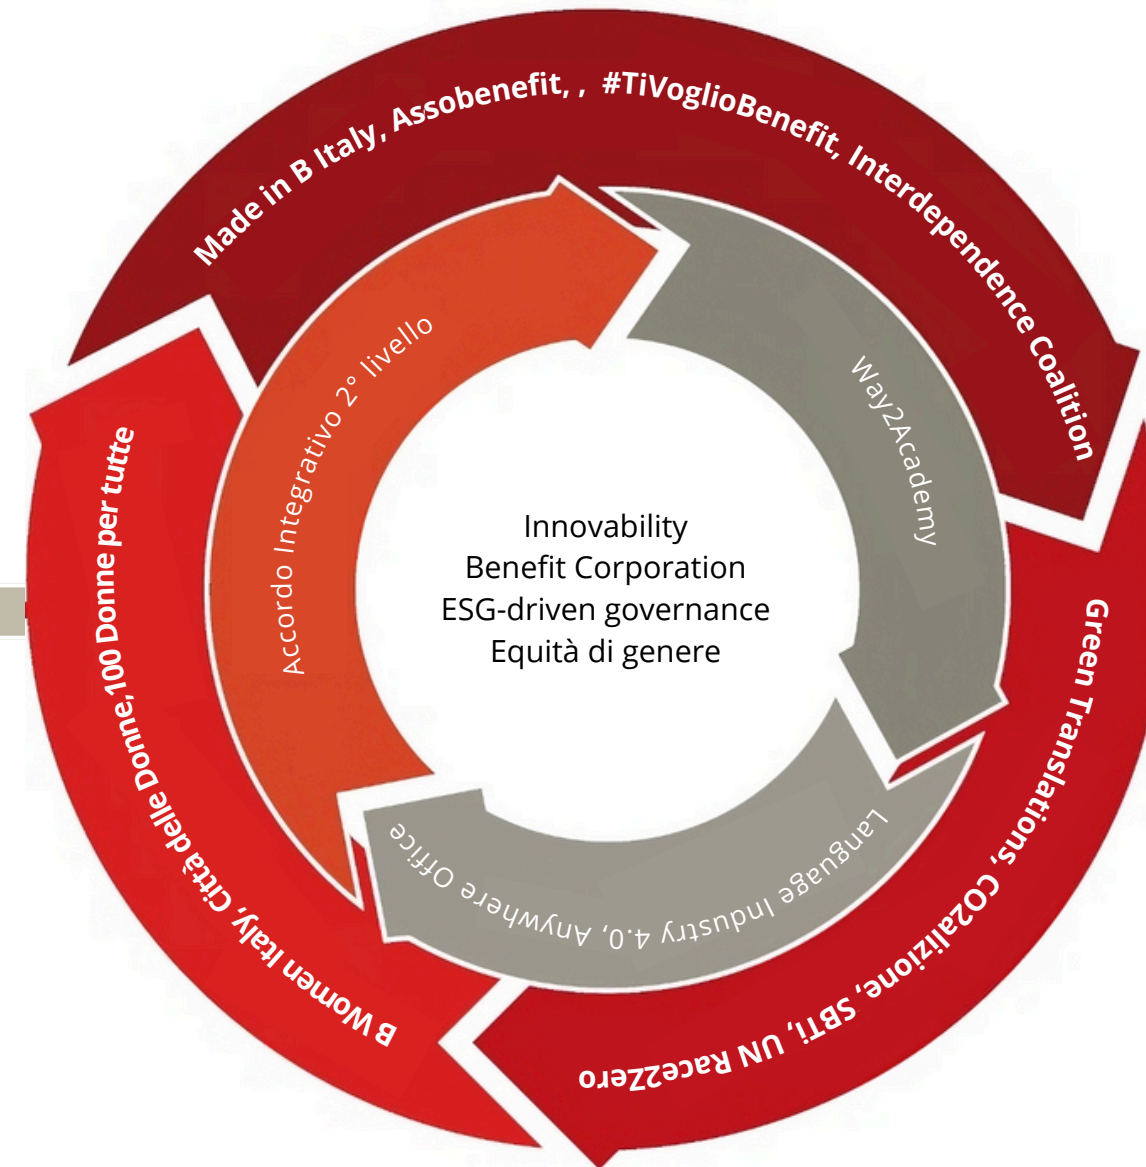 Made in B Italy, Assobenefit, , #TiVoglioBenefit, Interdependence Coalition
Green Translations, CO2alizione, SBTi, UN Race2Zero
B Women Italy, Città delle Donne,100 Donne per tutte
Accordo Integrativo 2° livello
Way2Academy
Language Industry 4.0, Anywhere Office
Innovability
Benefit Corporation
ESG-driven governance
Equità di genere